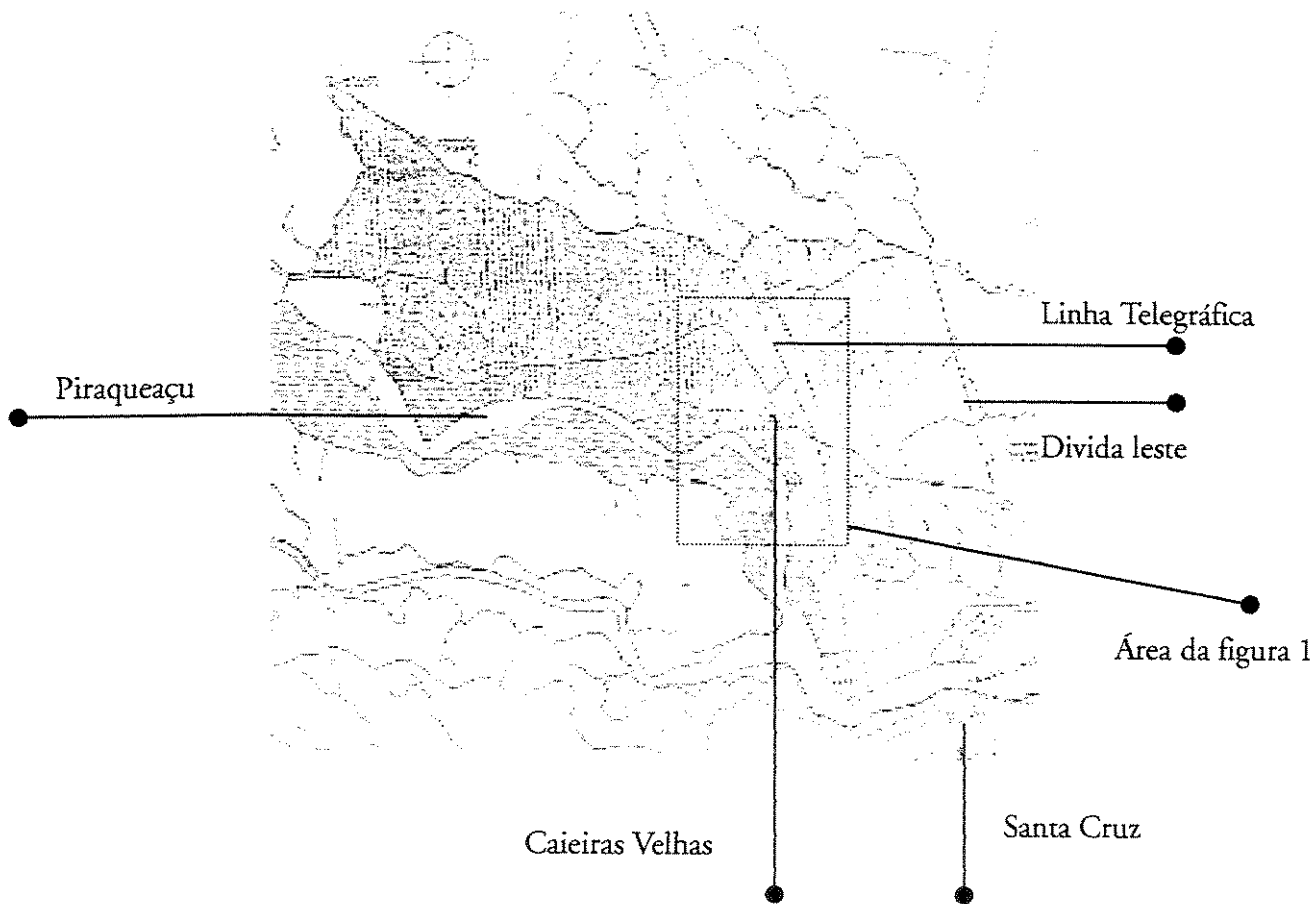 Linha Telegráfica
Piraqueaçu
Divida leste
Área da figura 1
Santa Cruz
Caieiras Velhas